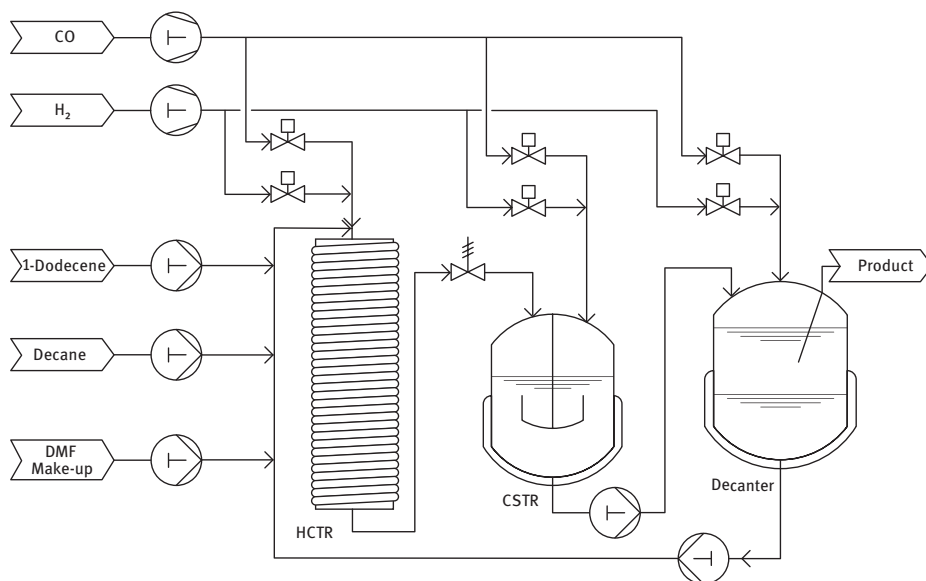 CO
H₂
1-Dodecene
Product
Decane
DMF
Make-up
HCTR
CSTR
Decanter